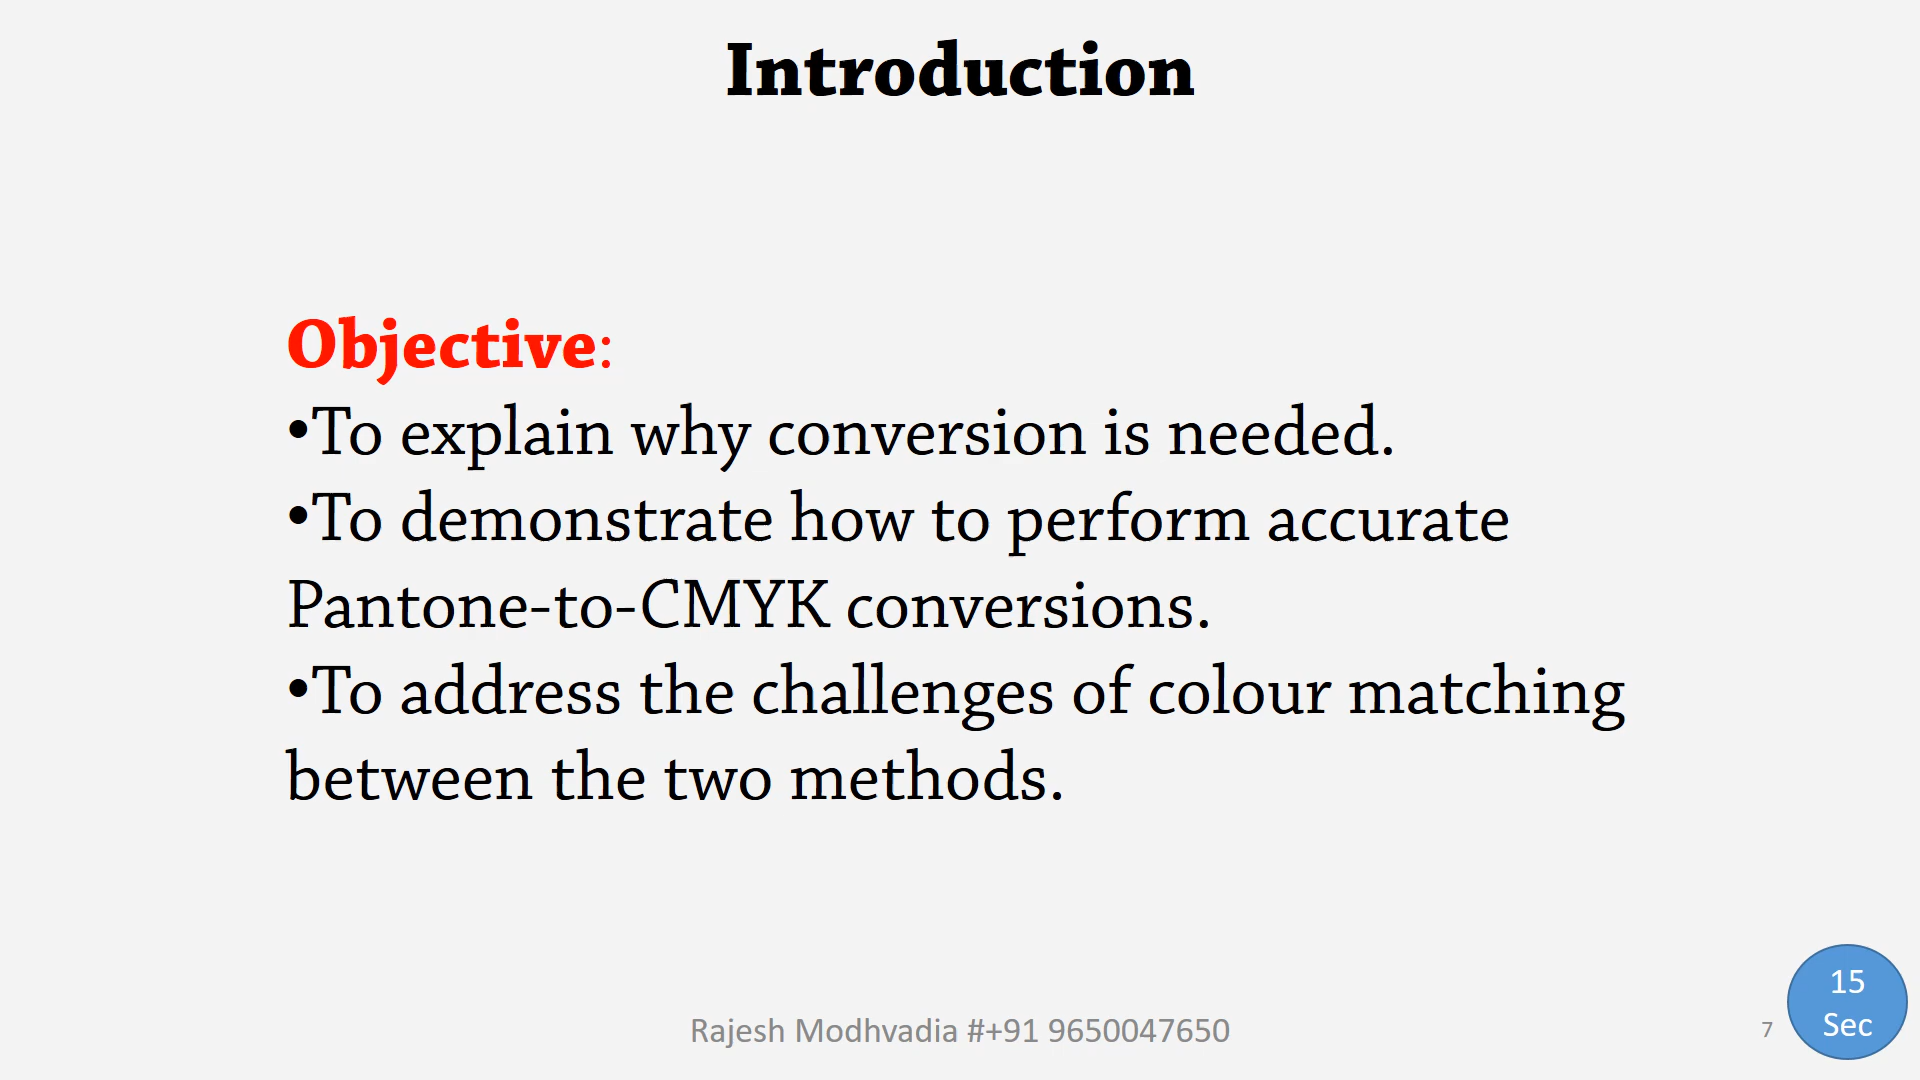 Introduction
Objective:
•To explain why conversion is needed.
•To demonstrate how to perform accurate
Pantone-to-CMYK conversions.
•To address the challenges of colour matching
between the two methods.
Rajesh Modhvadia #+91 9650047650
7
15
Sec